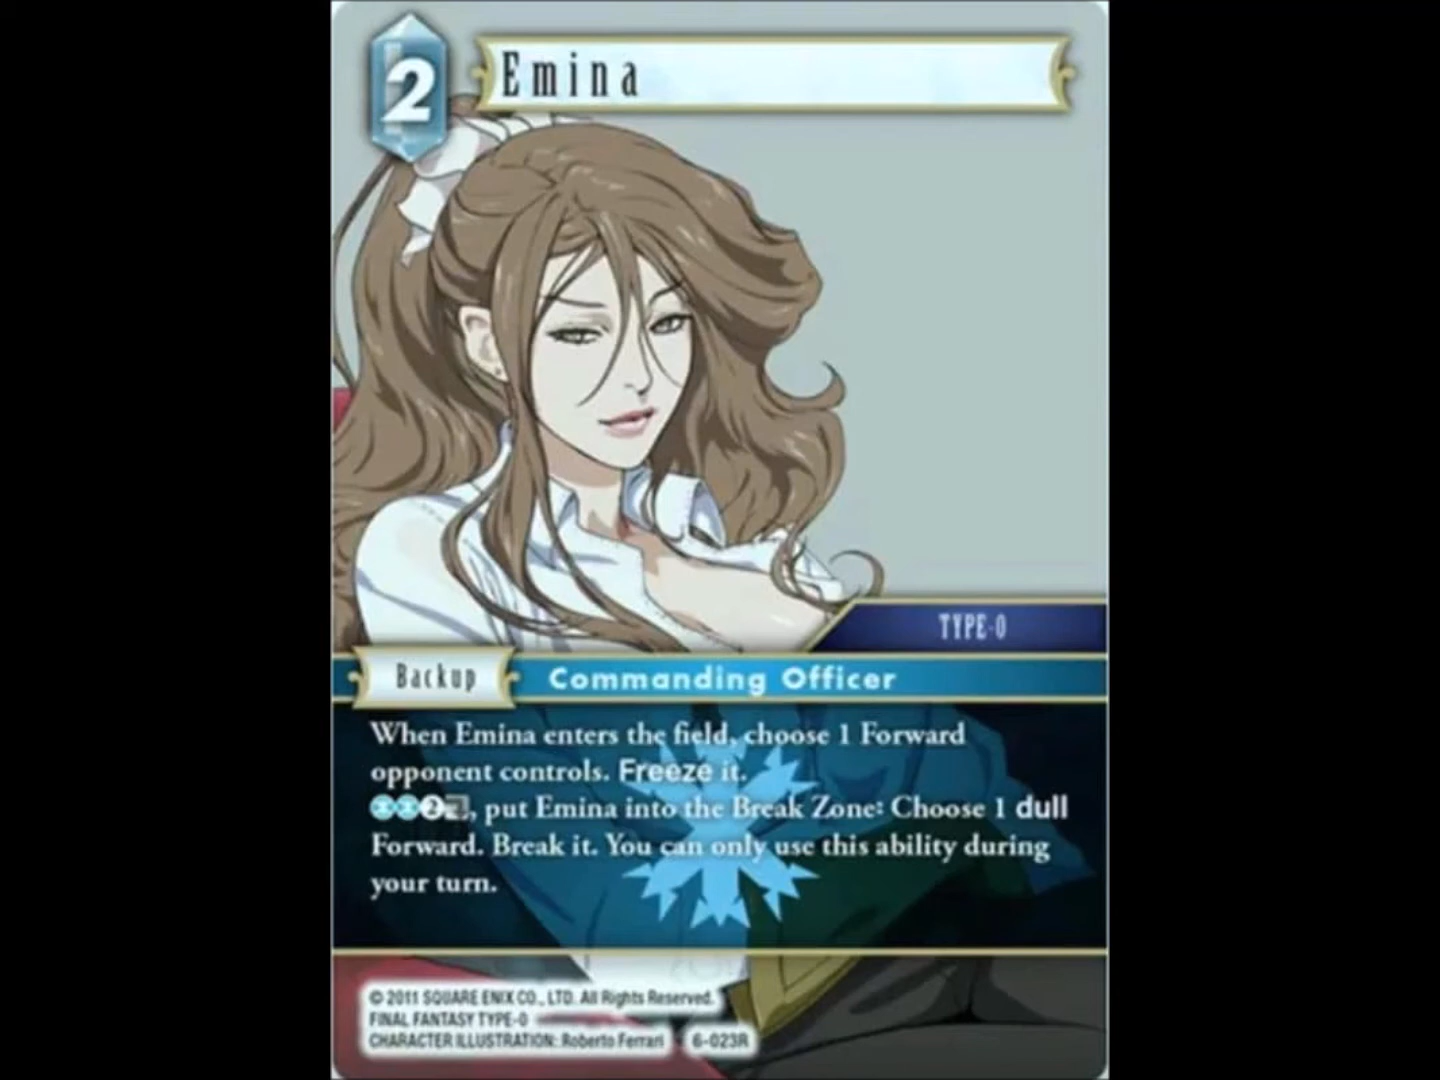 2
Emina
TYPE-0
Backup
Commanding Officer
When Emina enters the field, choose 1 Forward
opponent controls. Freeze it.
2, put Emina into the Break Zone: Choose 1 dull
Forward. Break it. You can only use this ability during
your turn.
© 2011 SQUARE ENIX CO., LTD. All Rights Reserved.
FINAL FANTASY TYPE-0
CHARACTER ILLUSTRATION: Roberto Ferrari 6-023R